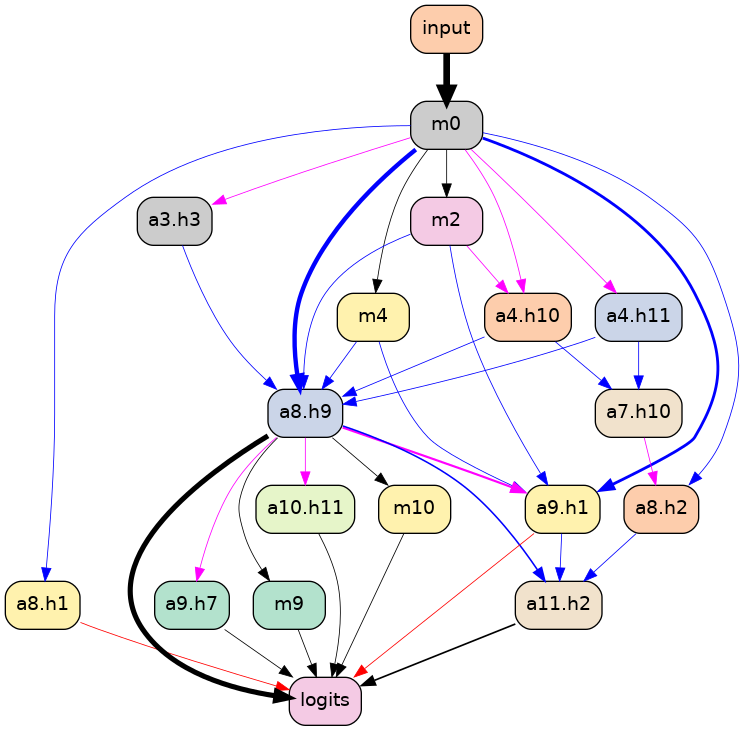 input
m0
a3.h3
m2
m4
a4.h10
a4.h11
a8.h9
a7.h10
a10.h11
m10
a9.h1
a8.h2
a8.h1
a9.h7
m9
a11.h2
logits